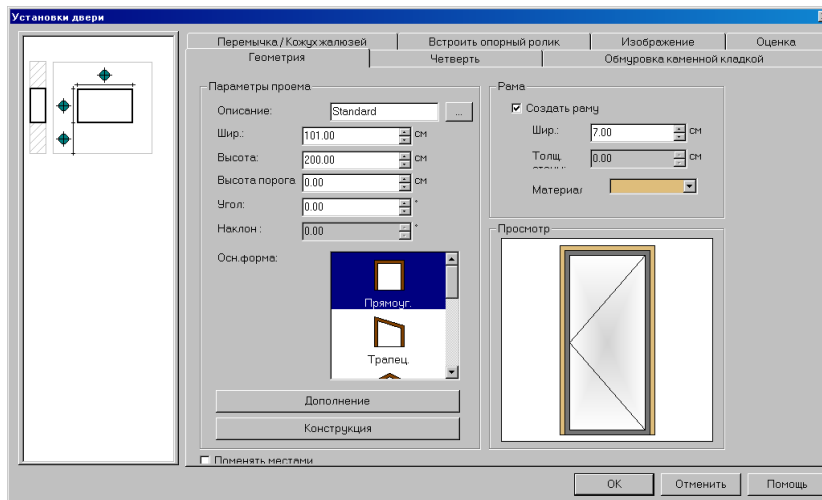 Установки двери
Перемычка / Кожух жалюзей
Встроить опорный ролик
Изображение
Оценка
Геометрия
Четверть
Обмуровка каменной кладкой
Параметры проема
Описание:
Standard
...
Шир.:
101.00
см
Высота:
200.00
см
Высота порога
0.00
см
Угол:
0.00
°
Наклон :
0.00
°
Осн.форма:
Прямоуг.
Трапец.
Дополнение
Конструкция
Поменять местами
Рама
Создать раму
Шир.:
7.00
см
Толщ.
0.00
см
Материал
Просмотр
OK
Отменить
Помощь